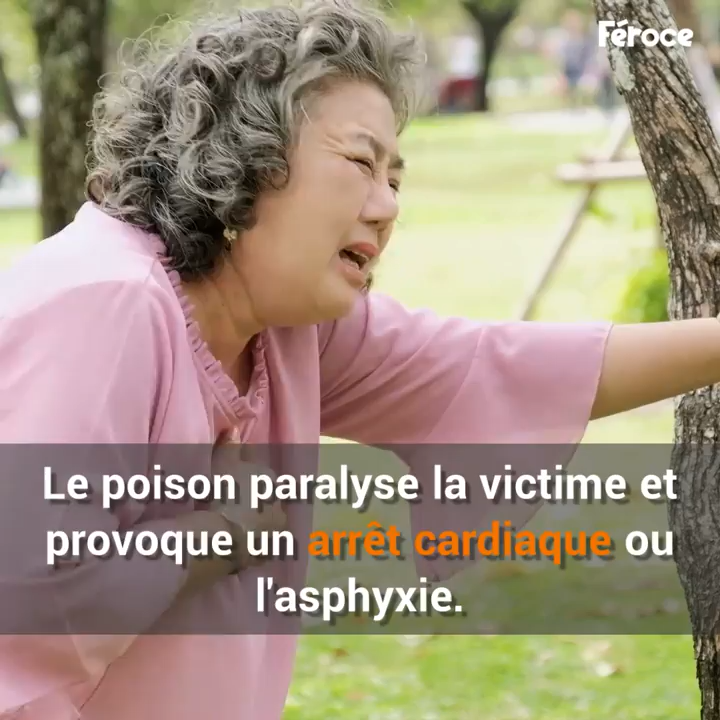 Féroce
Le poison paralyse la victime et
provoque un arrêt cardiaque ou
l'asphyxie.